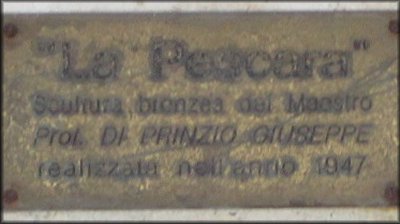 "La Pescara"
Scultura bronzea del Maestro
Prof. DI PRINZIO GIUSEPPE
realizzata nell'anno 1947